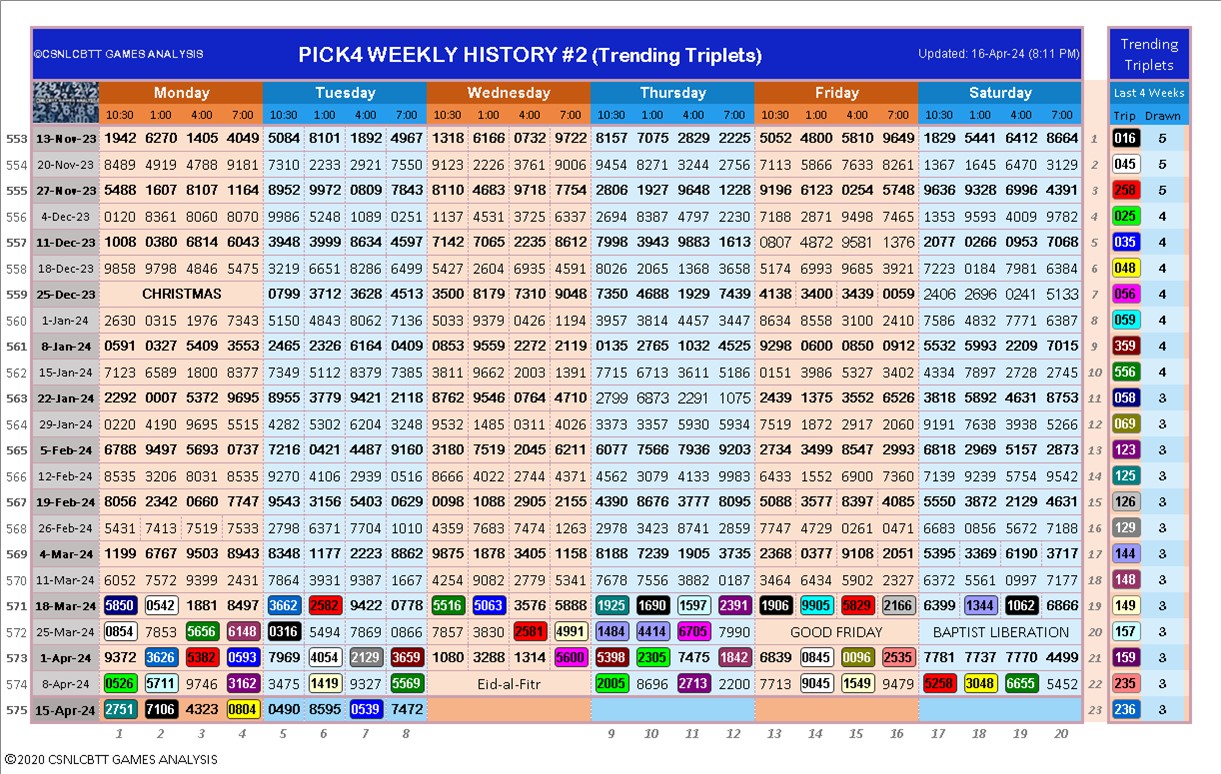 ©CSNLCBTT GAMES ANALYSIS PICK4 WEEKLY HISTORY #2 (Trending Triplets) Updated: 16-Apr-24 (8:11 PM) Trending Triplets
Monday Tuesday Wednesday Thursday Friday Saturday Last 4 Weeks
10:30 1:00 4:00 7:00 10:30 1:00 4:00 7:00 10:30 1:00 4:00 7:00 10:30 1:00 4:00 7:00 10:30 1:00 4:00 7:00 10:30 1:00 4:00 7:00 Trip Drawn
553 13-Nov-23 1942 6270 1405 4049 5084 8101 1892 4967 1318 6166 0732 9722 8157 7075 2829 2225 5052 4800 5810 9649 1829 5441 6412 8664 1 016 5
554 20-Nov-23 8489 4919 4788 9181 7310 2233 2921 7550 9123 2226 3761 9006 9454 8271 3244 2756 7113 5866 7633 8261 1367 1645 6470 3129 2 045 5
555 27-Nov-23 5488 1607 8107 1164 8952 9972 0809 7843 8110 4683 9718 7754 2806 1927 9648 1228 9196 6123 0254 5748 9636 9328 6996 4391 3 258 5
556 4-Dec-23 0120 8361 8060 8070 9986 5248 1089 0251 1137 4531 3725 6337 2694 8387 4797 2230 7188 2871 9498 7465 1353 9593 4009 9782 4 025 4
557 11-Dec-23 1008 0380 6814 6043 3948 3999 8634 4597 7142 7065 2235 8612 7998 3943 9883 1613 0807 4872 9581 1376 2077 0266 0953 7068 5 035 4
558 18-Dec-23 9858 9798 4846 5475 3219 6651 8286 6499 5427 2604 6935 4591 8026 2065 1368 3658 5174 6993 9685 3921 7223 0184 7981 6384 6 048 4
559 25-Dec-23 CHRISTMAS 0799 3712 3628 4513 3500 8179 7310 9048 7350 4688 1929 7439 4138 3400 3439 0059 2406 2696 0241 5133 7 056 4
560 1-Jan-24 2630 0315 1976 7343 5150 4843 8062 7136 5033 9379 0426 1194 3957 3814 4457 3447 8634 8558 3100 2410 7586 4832 7771 6387 8 059 4
561 8-Jan-24 0591 0327 5409 3553 2465 2326 6164 0409 0853 9559 2272 2119 0135 2765 1032 4525 9298 0600 0850 0912 5532 5993 2209 7015 9 359 4
562 15-Jan-24 7123 6589 1800 8377 7349 5112 8379 7385 3811 9662 2003 1391 7715 6713 3611 5186 0151 3986 5327 3402 4334 7897 2728 2745 10 556 4
563 22-Jan-24 2292 0007 5372 9695 8955 3779 9421 2118 8762 9546 0764 4710 2799 6873 2291 1075 2439 1375 3552 6526 3818 5892 4631 8753 11 058 3
564 29-Jan-24 0220 4190 9695 5515 4282 5302 6204 3248 9532 1485 0311 4026 3373 3357 5930 5934 7519 1872 2917 2060 9191 7638 3938 5266 12 069 3
565 5-Feb-24 6788 9497 5693 0737 7216 0421 4487 9160 3180 7519 2045 6211 6077 7566 7936 9203 2734 3499 8547 2993 6818 2969 5157 2873 13 123 3
566 12-Feb-24 8535 3206 8031 8535 9270 4106 2939 0516 8666 4022 2744 4371 4562 3079 4133 9983 6433 1552 6900 7360 7139 9239 5754 9542 14 125 3
567 19-Feb-24 8056 2342 0660 7747 9543 3156 5403 0629 0098 1088 2905 2155 4390 8676 3777 8095 5088 3577 8397 4085 5550 3872 2129 4631 15 126 3
568 26-Feb-24 5431 7413 7519 7533 2798 6371 7704 1010 4359 7683 7474 1263 2978 3423 8741 2859 7747 4729 0261 0471 6683 0856 5672 7188 16 129 3
569 4-Mar-24 1199 6767 9503 8943 8348 1177 2223 8862 9875 1878 3405 1158 8188 7239 1905 3735 2368 0377 9108 2051 5395 3369 6190 3717 17 144 3
570 11-Mar-24 6052 7572 9399 2431 7864 3931 9387 1667 4254 9082 2779 5341 7678 7556 3882 0187 3464 6434 5902 2327 6372 5561 0997 7177 18 148 3
571 18-Mar-24 5850 0542 1881 8497 3662 2582 9422 0778 5516 5063 3576 5888 1925 1690 1597 2391 1906 9905 5829 2166 6399 1344 1062 6866 19 149 3
572 25-Mar-24 0854 7853 5656 6148 0316 5494 7869 0866 7857 3830 2581 4991 1484 4414 6705 7990 GOOD FRIDAY BAPTIST LIBERATION 20 157 3
573 1-Apr-24 9372 3626 5382 0593 7969 4054 2129 3659 1080 3288 1314 5600 5398 2305 7475 1842 6839 0845 0096 2535 7781 7737 7770 4499 21 159 3
574 8-Apr-24 0526 5711 9746 3162 3475 1419 9327 5569 Eid-al-Fitr 2005 8696 2713 2200 7713 9045 1549 9479 5258 3048 6655 5452 22 235 3
575 15-Apr-24 2751 7106 4323 0804 0490 8595 0539 7472 23 236 3
1 2 3 4 5 6 7 8 9 10 11 12 13 14 15 16 17 18 19 20
©2020 CSNLCBTT GAMES ANALYSIS